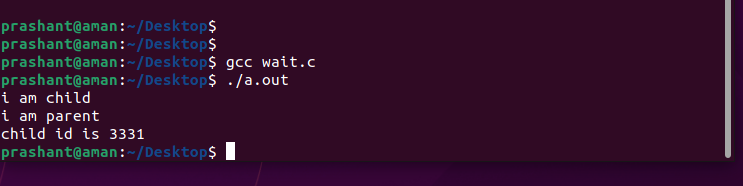 prashant@aman:~/Desktop$
prashant@aman:~/Desktop$
prashant@aman:~/Desktop$ gcc wait.c
prashant@aman:~/Desktop$ ./a.out
i am child
i am parent
child id is 3331
prashant@aman:~/Desktop$